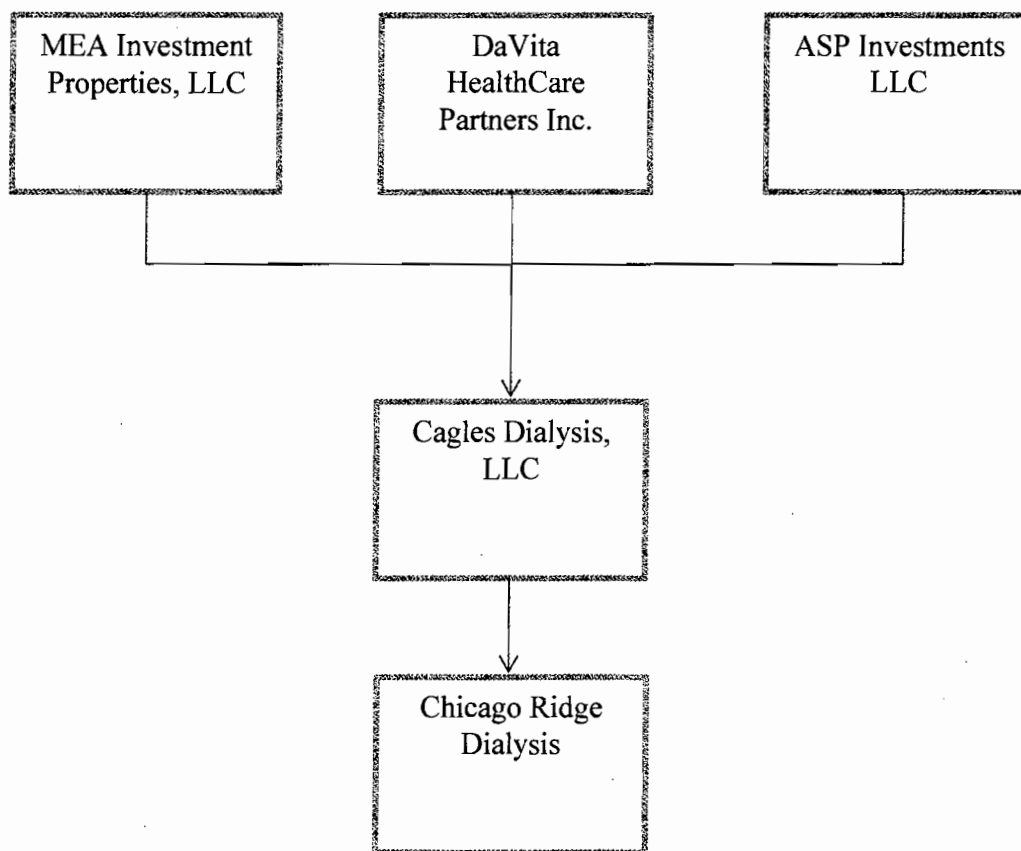 MEA Investment
Properties, LLC
DaVita
HealthCare
Partners Inc.
ASP Investments
LLC
Cagles Dialysis,
LLC
Chicago Ridge
Dialysis